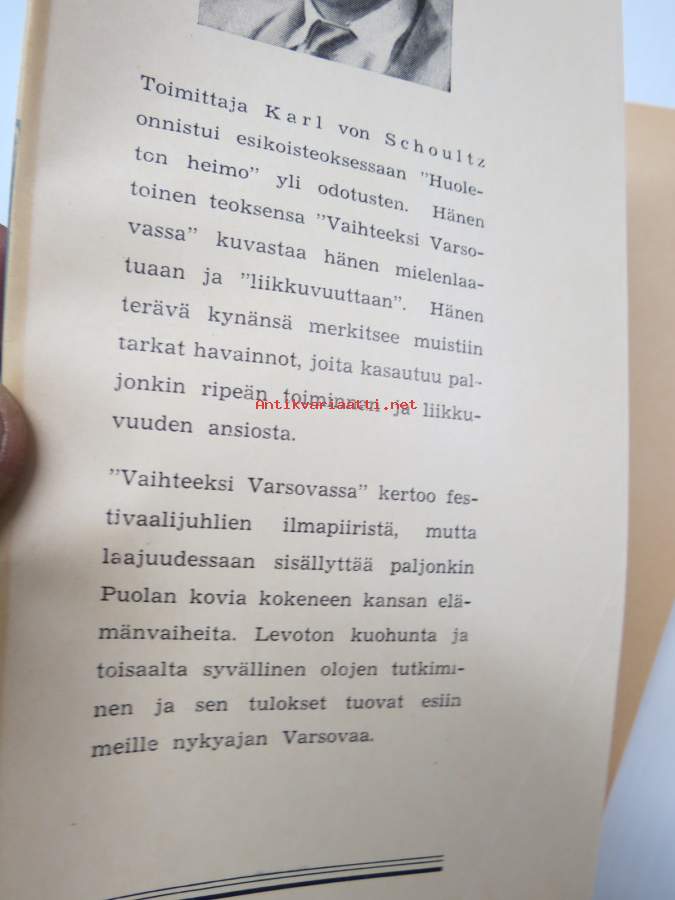 Toimittaja Karl von Schoultz
onnistui esikoisteoksessaan ”Huole-
ton heimo” yli odotusten. Hänen
toinen teoksensa ”Vaihteeksi Varso-
vassa” kuvastaa hänen mielenlaa-
tuaan ja ”liikkuvuuttaan”. Hänen
terävä kynänsä merkitsee muistiin
tarkat havainnot, joita kasautuu pal-
jonkin ripeän toiminnan ja liikku-
Antikvariaatti.net
vuuden ansiosta.
”Vaihteeksi Varsovassa” kertoo fes-
tivaalijuhlien ilmapiiristä, mutta
laajuudessaan sisällyttää paljonkin
Puolan kovia kokeneen kansan elä-
mänvaiheita. Levoton kuohunta ja
toisaalta syvällinen olojen tutkimi-
nen ja sen tulokset tuovat esiin
meille nykyajan Varsovaa.